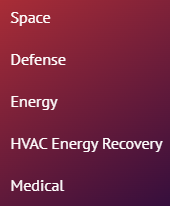 Space
Defense
Energy
HVAC Energy Recovery
Medical